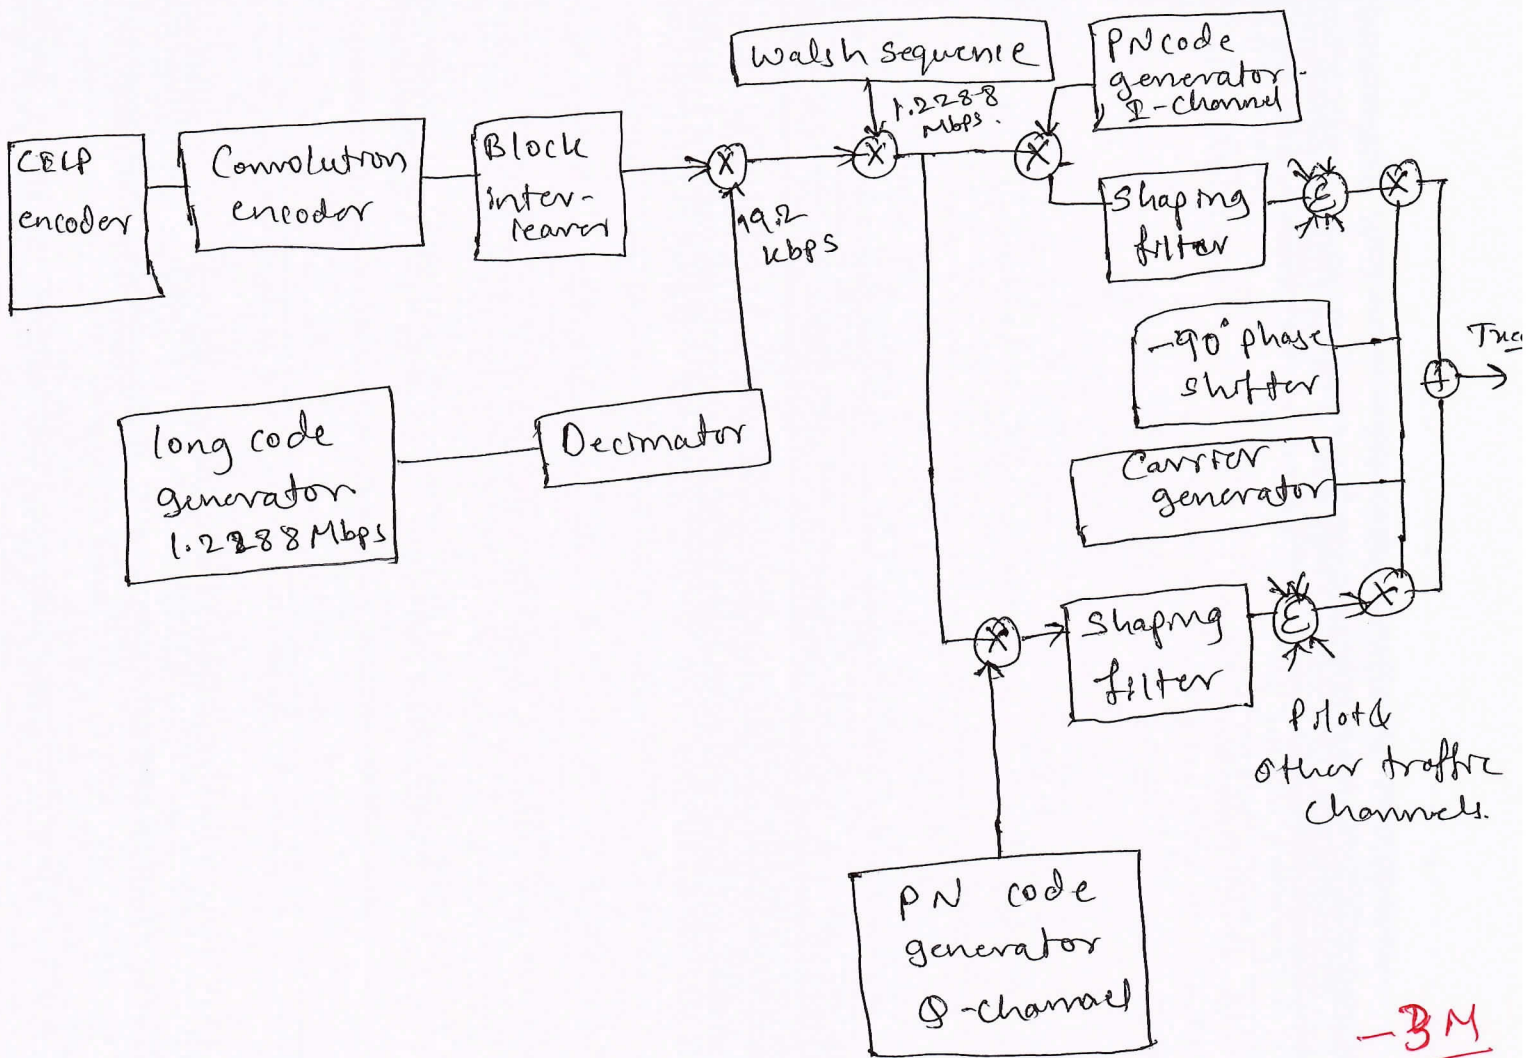 Walsh sequence
PN code
generator
I-channel
1.2288
Mbps.
CELP
encoder
Convolution
encoder
Block
inter-
leaver
19.2
kbps
Shaping
filter
-90° phase
shifter
Carrier
generator
long code
generator
1.2288 Mbps
Decimator
Shaping
filter
Pilot &
other traffic
channels.
PN code
generator
Q-channel